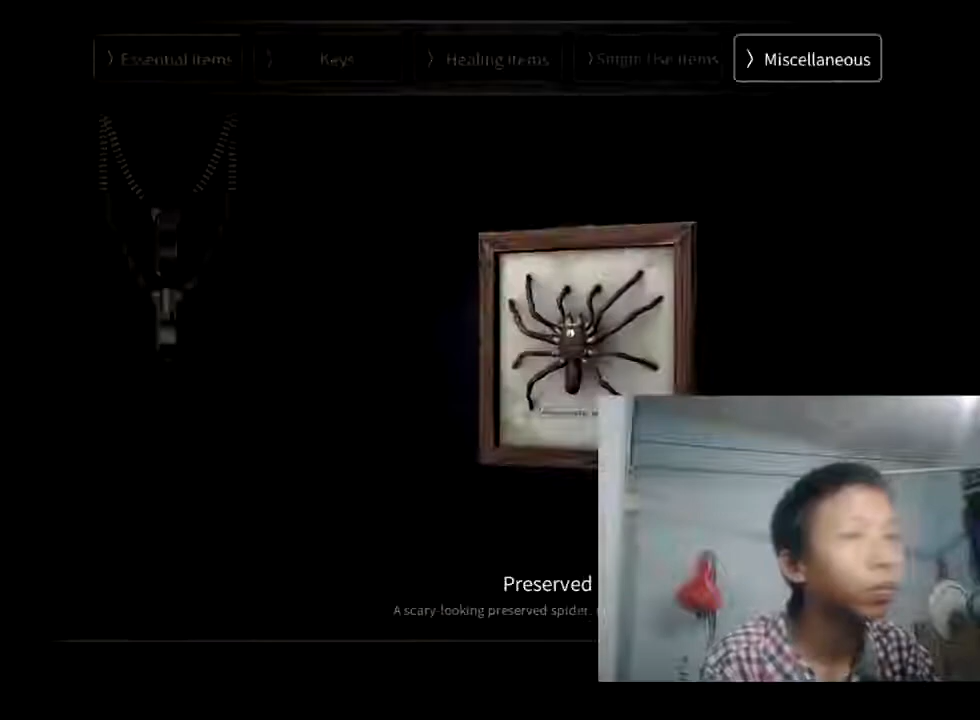 Essential items
Keys
Healing items
Single Use items
Miscellaneous
Preserved
A scary-looking preserved spider.